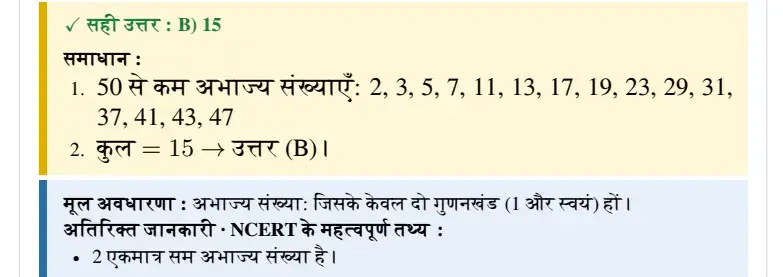 ✓ सही उत्तर : B) 15
समाधान :
1. 50 से कम अभाज्य संख्याएँ: 2, 3, 5, 7, 11, 13, 17, 19, 23, 29, 31,
37, 41, 43, 47
2. कुल = 15 → उत्तर (B)।
मूल अवधारणा : अभाज्य संख्या: जिसके केवल दो गुणनखंड (1 और स्वयं) हों।
अतिरिक्त जानकारी · NCERT के महत्वपूर्ण तथ्य :
• 2 एकमात्र सम अभाज्य संख्या है।